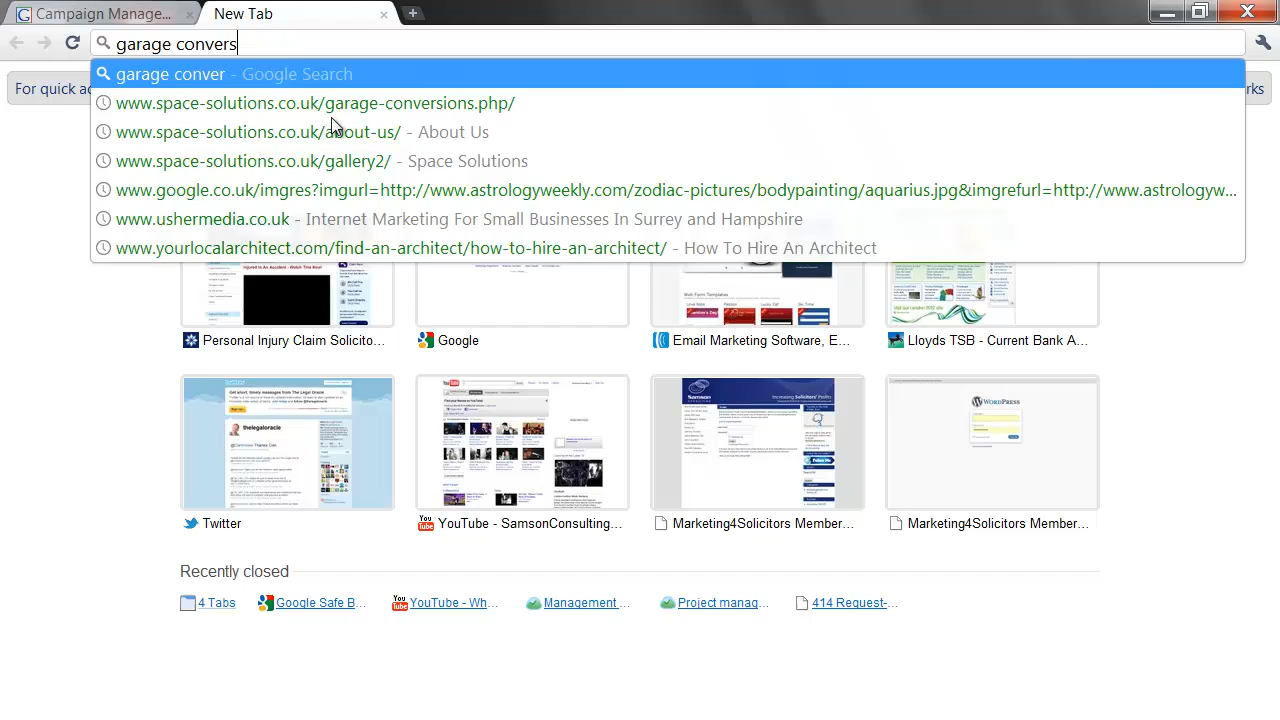 Campaign Manage...
New Tab
garage convers
garage conver - Google Search
For quick ac
rks
www.space-solutions.co.uk/garage-conversions.php/
www.space-solutions.co.uk/about-us/ - About Us
www.space-solutions.co.uk/gallery2/ - Space Solutions
www.google.co.uk/imgres?imgurl=http://www.astrologyweekly.com/zodiac-pictures/bodypainting/aquarius.jpg&imgrefurl=http://www.astrologyw...
www.ushermedia.co.uk - Internet Marketing For Small Businesses In Surrey and Hampshire
www.yourlocalarchitect.com/find-an-architect/how-to-hire-an-architect/ - How To Hire An Architect
Personal Injury Claim Solicito...
Google
Email Marketing Software, E...
Lloyds TSB - Current Bank A...
thelegaloracle
SAMSON
Increasing Solicitors' Profits
WORDPRESS
Twitter
YouTube - SamsonConsulting...
Marketing4Solicitors Member...
Marketing4Solicitors Member...
Recently closed
4 Tabs
Google Safe B...
YouTube - Wh...
Management ...
Project manag...
414 Request-...